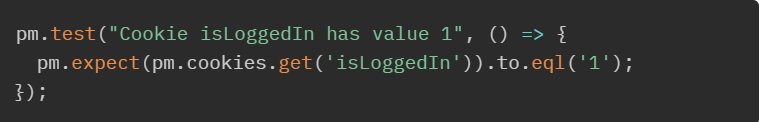 pm.test("Cookie isLoggedIn has value 1", () => {
  pm.expect(pm.cookies.get('isLoggedIn')).to.eql('1');
});